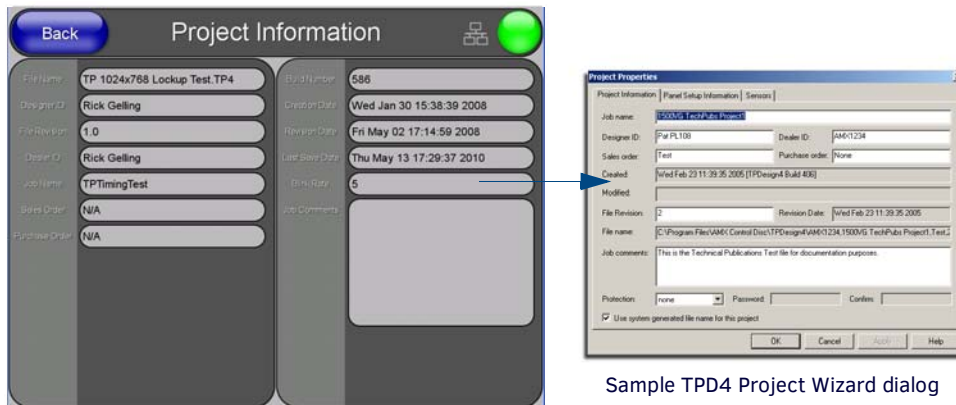 Back
Project Information
File Name
TP 1024x768 Lockup Test.TP4
Designer ID
Rick Gelling
File Revision
1.0
Dealer ID
Rick Gelling
Job Name
TPTimingTest
Sales Order
N/A
Purchase Order
N/A
Build Number
586
Creation Date
Wed Jan 30 15:38:39 2008
Revision Date
Fri May 02 17:14:59 2008
Last Save Date
Thu May 13 17:29:37 2010
Blink Rate
5
Job Comments
Project Properties
Project Information Panel Setup Information Sensors
Job name: 1500VG TechPubs Project1
Designer ID: Pat PL108 Dealer ID: AMX1234
Sales order: Test Purchase order: None
Created: Wed Feb 23 11:39:35 2005 [TPDesign4 Build 406]
Modified:
File Revision: 2 Revision Date: Wed Feb 23 11:39:35 2005
File name: C:\Program Files\AMX Control Disc\TPDesign4\AMX1234,1500VG TechPubs Project1,Test,2
Job comments: This is the Technical Publications Test file for documentation purposes.
Protection: none Password: Confirm:
Use system generated file name for this project
OK Cancel Apply Help
Sample TPD4 Project Wizard dialog